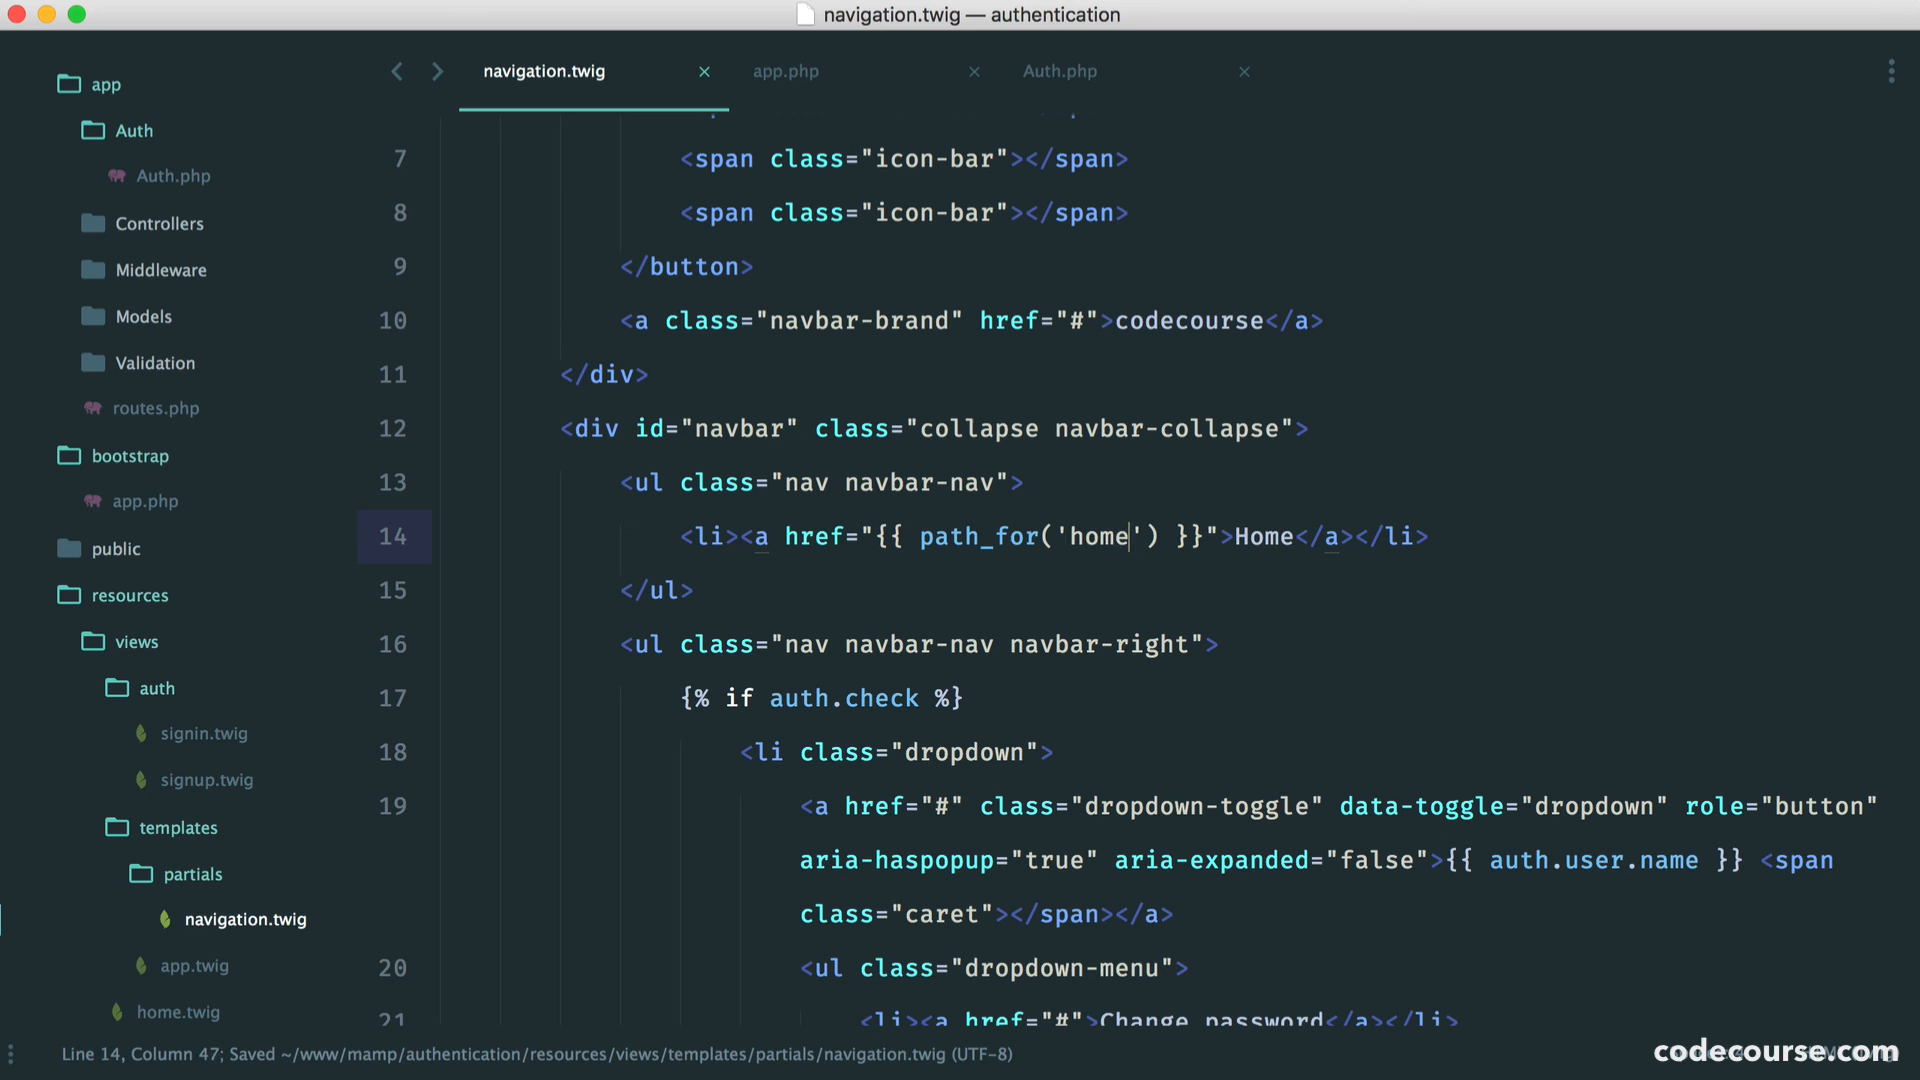 navigation.twig — authentication
app
Auth
Auth.php
Controllers
Middleware
Models
Validation
routes.php
bootstrap
app.php
public
resources
views
auth
signin.twig
signup.twig
templates
partials
navigation.twig
app.twig
home.twig
navigation.twig × app.php × Auth.php ×
7 <span class="icon-bar"></span>
8 <span class="icon-bar"></span>
9 </button>
10 <a class="navbar-brand" href="#">codecourse</a>
11 </div>
12 <div id="navbar" class="collapse navbar-collapse">
13 <ul class="nav navbar-nav">
14 <li><a href="{{ path_for('home') }}">Home</a></li>
15 </ul>
16 <ul class="nav navbar-nav navbar-right">
17 {% if auth.check %}
18 <li class="dropdown">
19 <a href="#" class="dropdown-toggle" data-toggle="dropdown" role="button"
aria-haspopup="true" aria-expanded="false">{{ auth.user.name }} <span
class="caret"></span></a>
20 <ul class="dropdown-menu">
21 <li><a href="#">Change password</a></li>
Line 14, Column 47; Saved ~/www/mamp/authentication/resources/views/templates/partials/navigation.twig (UTF-8)
codecourse.com